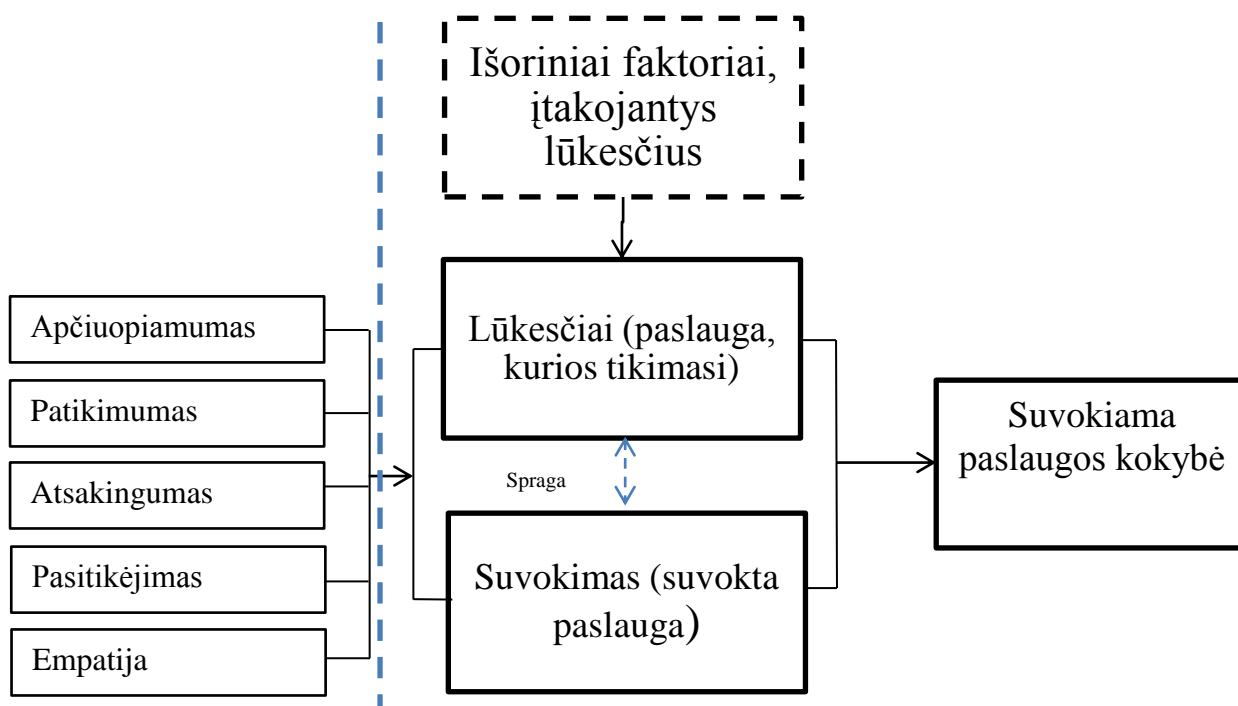 Išoriniai faktoriai,
įtakojantys
lūkesčius
Apčiuopiamumas
Patikimumas
Atsakingumas
Pasitikėjimas
Empatija
Lūkesčiai (paslauga,
kurios tikimasi)
Spraga
Suvokimas (suvokta
paslauga)
Suvokiama
paslaugos kokybė